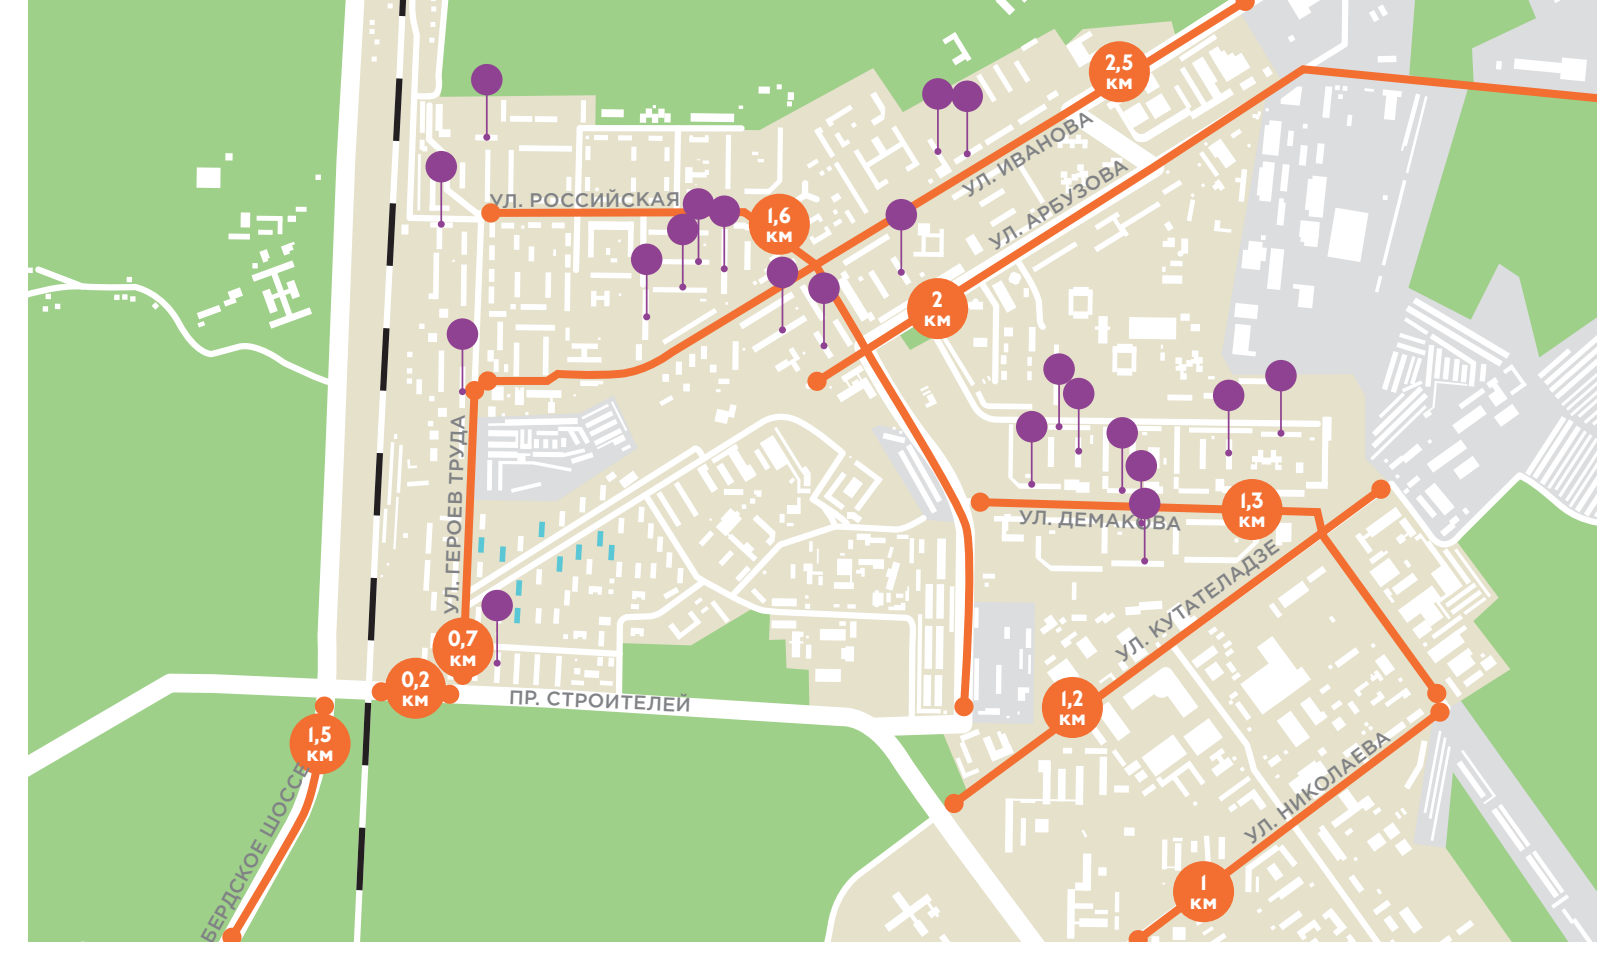 2,5
км
УЛ. ИВАНОВА
УЛ. РОССИЙСКАЯ
1,6
км
УЛ. АРБУЗОВА
2
км
УЛ. ГЕРОЕВ ТРУДА
1,3
км
УЛ. ДЕМАКОВА
УЛ. КУТАТЕЛАДЗЕ
0,7
км
0,2
км
ПР. СТРОИТЕЛЕЙ
1,2
км
1,5
км
БЕРДСКОЕ ШОССЕ
УЛ. НИКОЛАЕВА
1
км